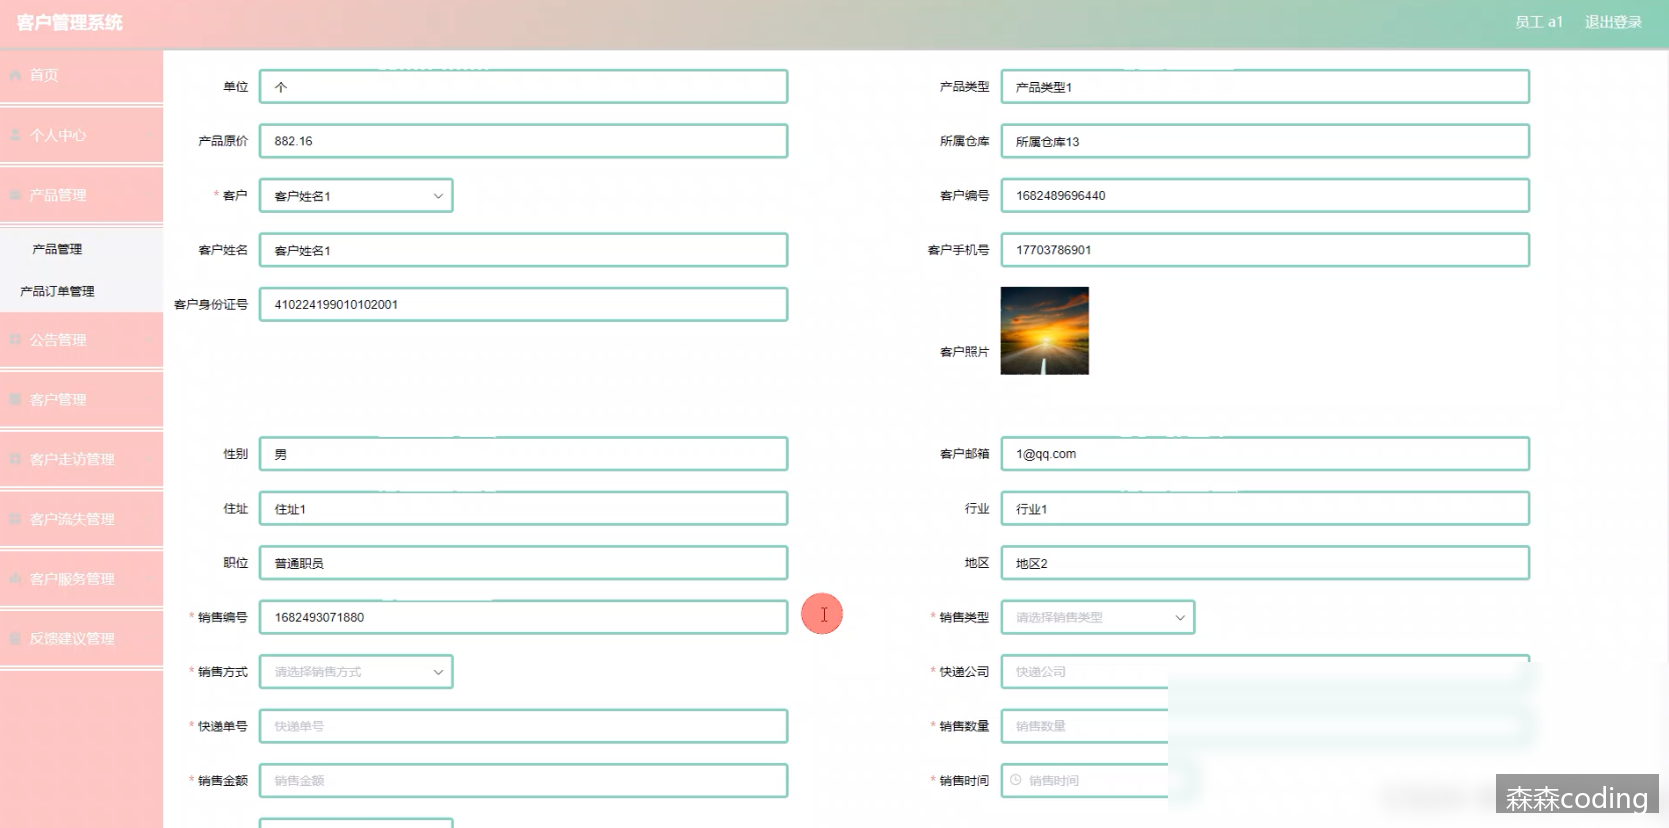 客户管理系统
员工 a1 退出登录
首页
个人中心
产品管理
产品管理
产品订单管理
公告管理
客户管理
客户走访管理
客户流失管理
客户服务管理
反馈建议管理
单位 个 产品类型 产品类型1
产品原价 882.16 所属仓库 所属仓库13
* 客户 客户姓名1 客户编号 1682489696440
客户姓名 客户姓名1 客户手机号 17703786901
客户身份证号 410224199010102001
客户照片
性别 男 客户邮箱 1@qq.com
住址 住址1 行业 行业1
职位 普通职员 地区 地区2
* 销售编号 1682493071880 * 销售类型 请选择销售类型
* 销售方式 请选择销售方式 * 快递公司 快递公司
* 快递单号 快递单号 * 销售数量 销售数量
* 销售金额 销售金额 * 销售时间 销售时间
森森coding